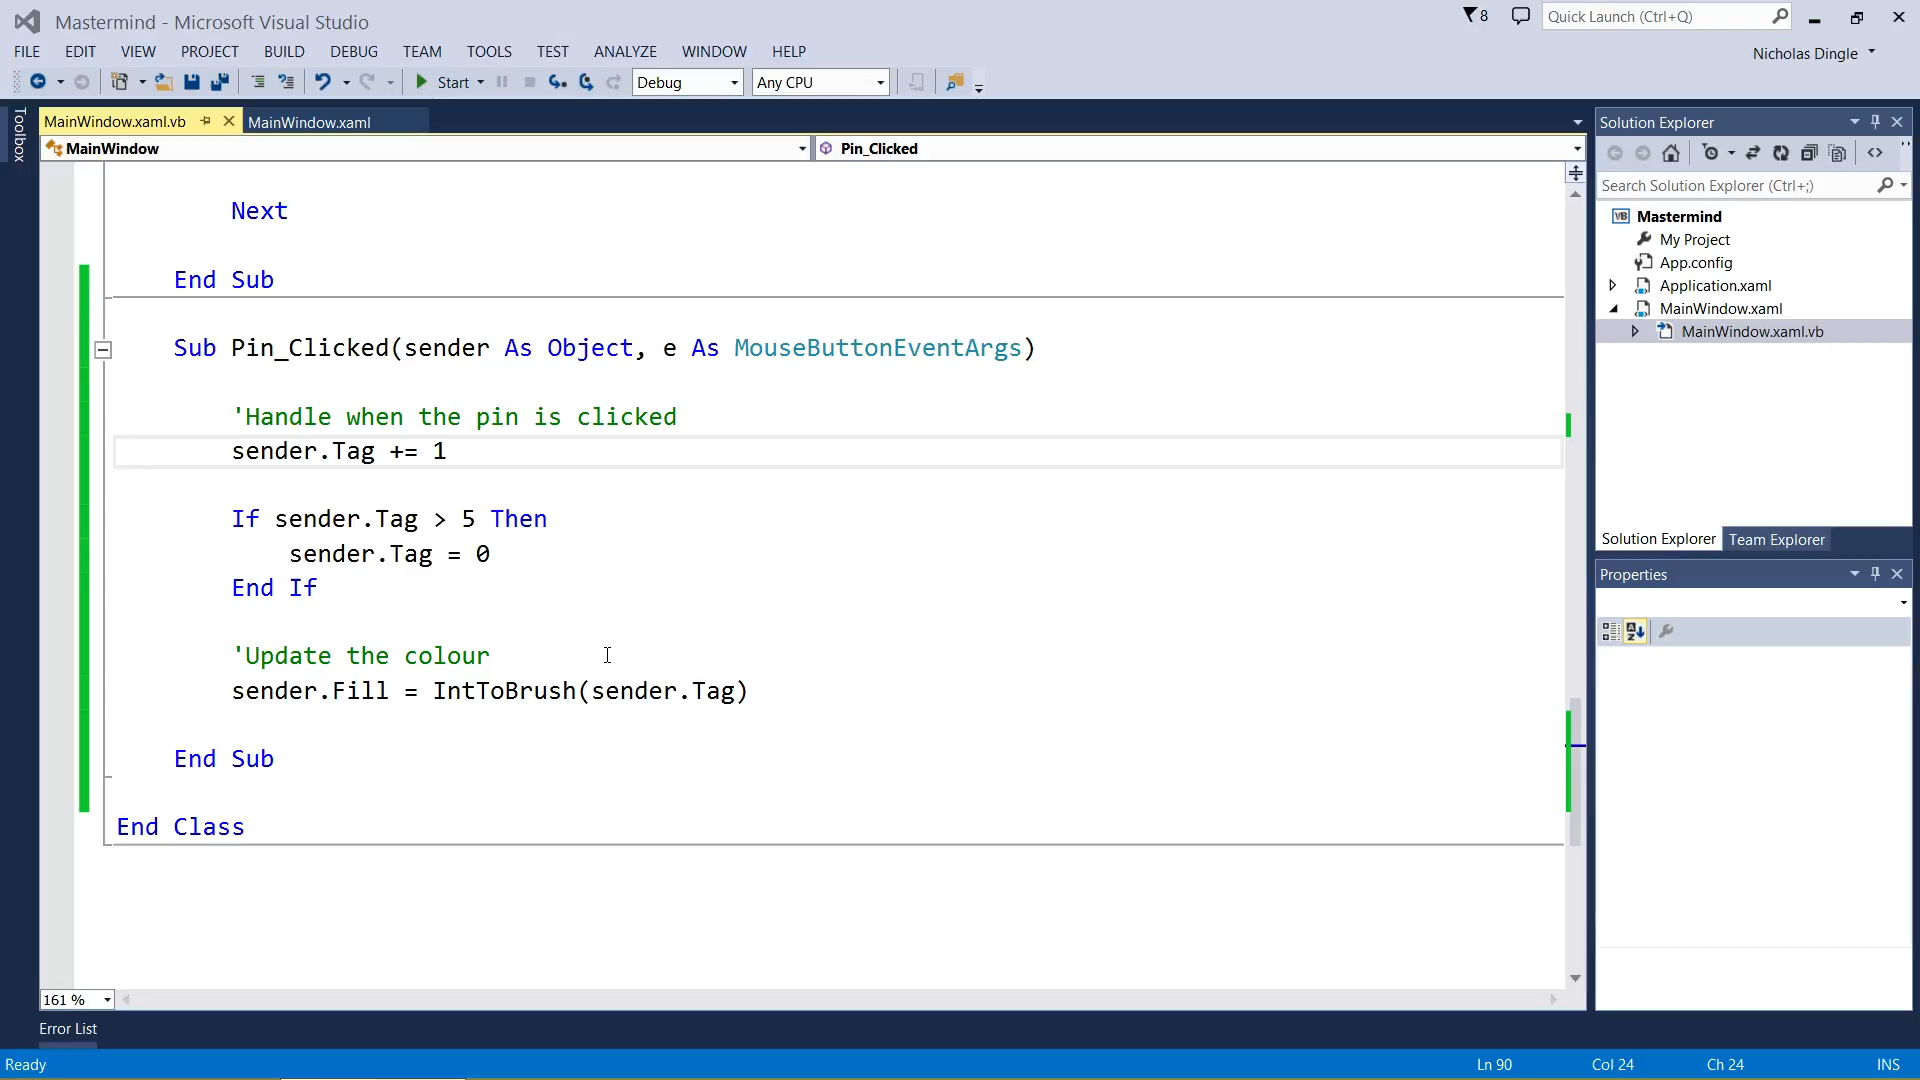 Mastermind - Microsoft Visual Studio
8
Quick Launch (Ctrl+Q)
FILE EDIT VIEW PROJECT BUILD DEBUG TEAM TOOLS TEST ANALYZE WINDOW HELP
Nicholas Dingle
Start Debug Any CPU
Toolbox
MainWindow.xaml.vb MainWindow.xaml
MainWindow Pin_Clicked
Next
End Sub
Sub Pin_Clicked(sender As Object, e As MouseButtonEventArgs)
'Handle when the pin is clicked
sender.Tag += 1
If sender.Tag > 5 Then
sender.Tag = 0
End If
'Update the colour
sender.Fill = IntToBrush(sender.Tag)
End Sub
End Class
161 %
Solution Explorer
Search Solution Explorer (Ctrl+;)
VB Mastermind
My Project
App.config
Application.xaml
MainWindow.xaml
MainWindow.xaml.vb
Solution Explorer Team Explorer
Properties
Error List
Ready Ln 90 Col 24 Ch 24 INS